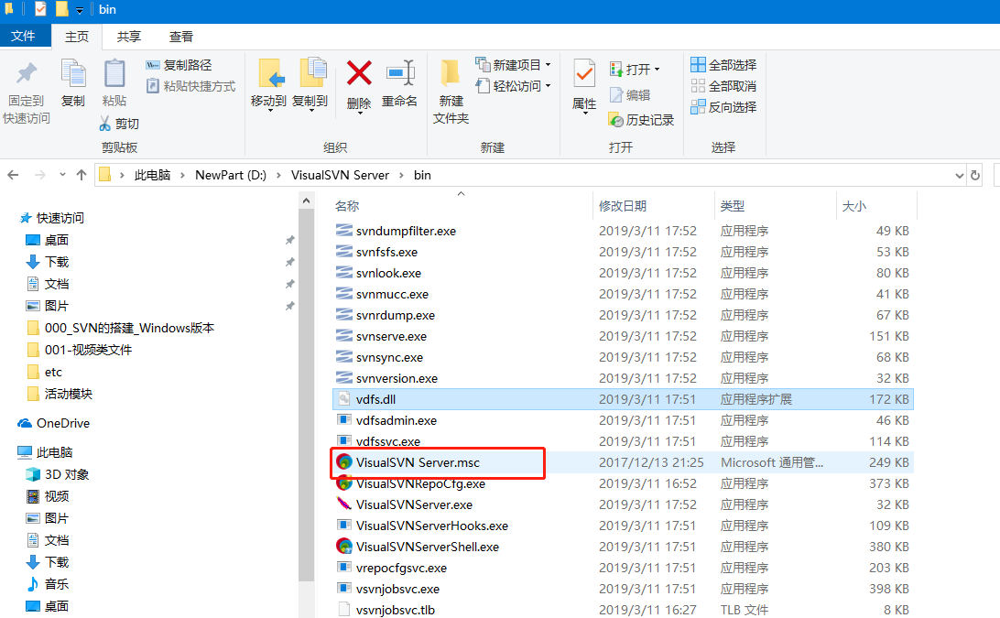 bin
文件 主页 共享 查看
固定到
快速访问
复制
粘贴
复制路径
粘贴快捷方式
剪切
剪贴板
移动到
复制到
删除
重命名
组织
新建
文件夹
新建项目
轻松访问
新建
属性
打开
编辑
历史记录
打开
全部选择
全部取消
反向选择
选择
此电脑 › NewPart (D:) › VisualSVN Server › bin
快速访问
桌面
下载
文档
图片
000_SVN的搭建_Windows版本
001-视频类文件
etc
活动模块
OneDrive
此电脑
3D 对象
视频
图片
文档
下载
音乐
桌面
名称 修改日期 类型 大小
svndumpfilter.exe 2019/3/11 17:52 应用程序 49 KB
svnfsfs.exe 2019/3/11 17:52 应用程序 53 KB
svnlook.exe 2019/3/11 17:52 应用程序 80 KB
svnmucc.exe 2019/3/11 17:52 应用程序 41 KB
svnrdump.exe 2019/3/11 17:52 应用程序 67 KB
svnserve.exe 2019/3/11 17:52 应用程序 151 KB
svnsync.exe 2019/3/11 17:52 应用程序 68 KB
svnversion.exe 2019/3/11 17:52 应用程序 32 KB
vdfs.dll 2019/3/11 17:51 应用程序扩展 172 KB
vdfsadmin.exe 2019/3/11 17:51 应用程序 46 KB
vdfssvc.exe 2019/3/11 17:51 应用程序 114 KB
VisualSVN Server.msc 2017/12/13 21:25 Microsoft 通用管... 249 KB
VisualSVNRepoCfg.exe 2019/3/11 16:52 应用程序 373 KB
VisualSVNServer.exe 2019/3/11 17:52 应用程序 32 KB
VisualSVNServerHooks.exe 2019/3/11 17:51 应用程序 109 KB
VisualSVNServerShell.exe 2019/3/11 17:51 应用程序 380 KB
vrepocfgsvc.exe 2019/3/11 17:51 应用程序 203 KB
vsvnjobsvc.exe 2019/3/11 17:51 应用程序 398 KB
vsvnjobsvc.tlb 2019/3/11 16:27 TLB 文件 8 KB